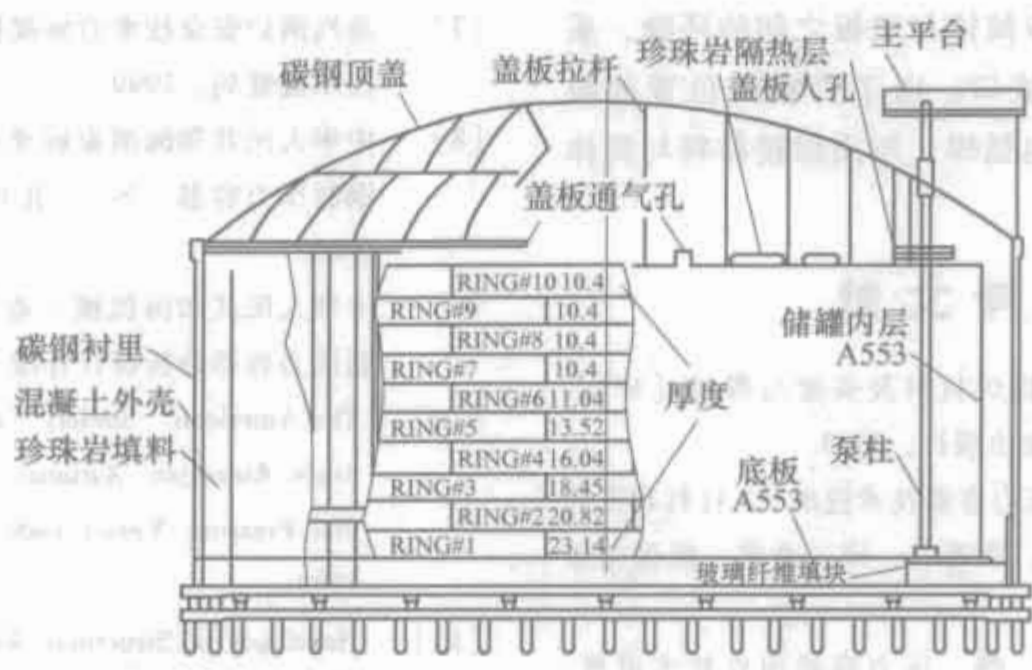 主平台
碳钢顶盖
盖板拉杆
珍珠岩隔热层
盖板人孔
盖板通气孔
RING#10 10.4
RING#9 10.4
RING#8 10.4
RING#7 10.4
RING#6 11.04
RING#5 13.52
RING#4 16.04
RING#3 18.45
RING#2 20.82
RING#1 23.14
碳钢衬里
混凝土外壳
珍珠岩填料
厚度
储罐内层
A553
底板
A553
泵柱
玻璃纤维填块